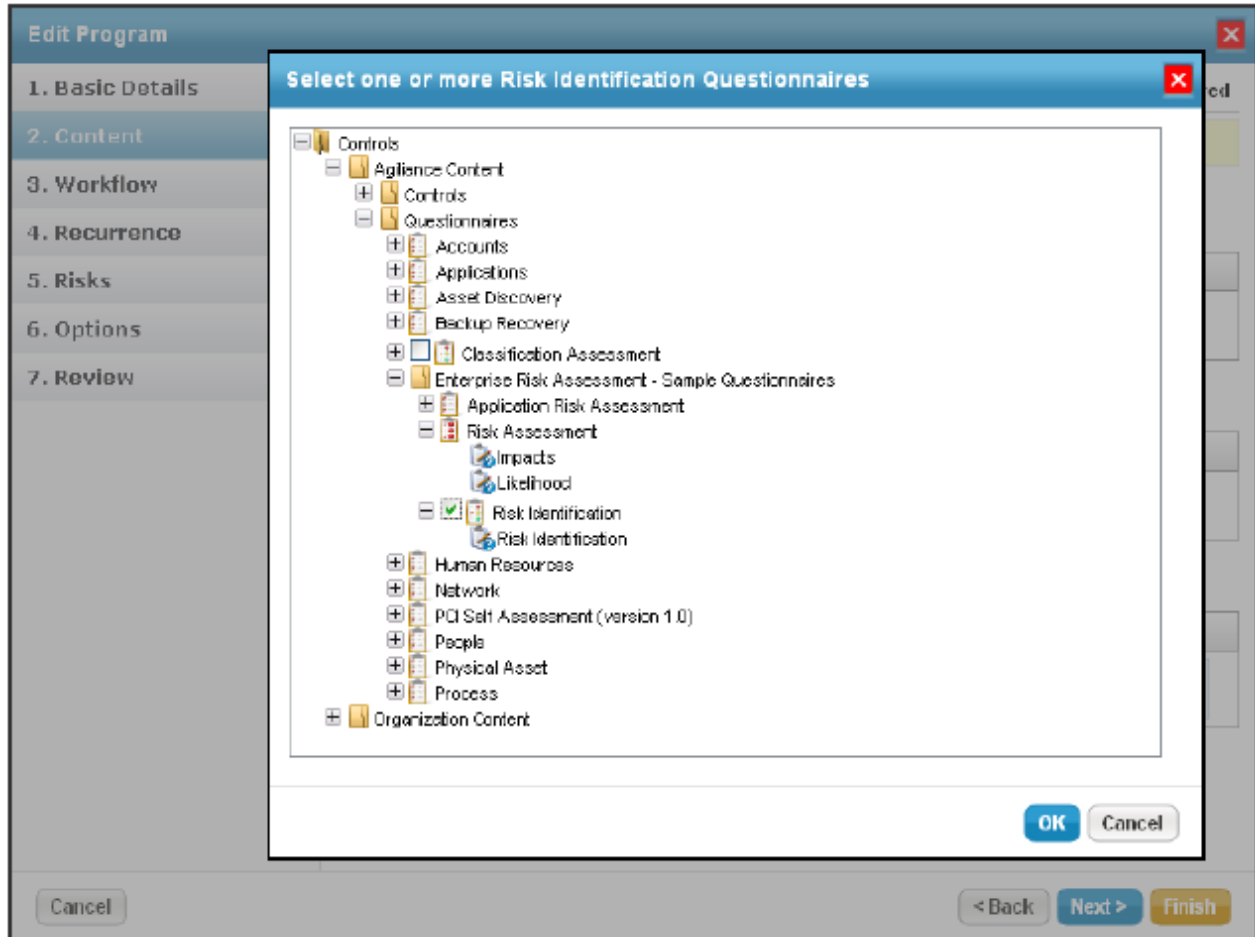 Edit Program
Select one or more Risk Identification Questionnaires
1. Basic Details
2. Content
3. Workflow
4. Recurrence
5. Risks
6. Options
7. Review
red
Controls
Agiliance Content
Controls
Questionnaires
Accounts
Applications
Asset Discovery
Backup Recovery
Classification Assessment
Enterprise Risk Assessment - Sample Questionnaires
Application Risk Assessment
Risk Assessment
Impacts
Likelihood
Risk Identification
Risk Identification
Human Resources
Network
PCI Self Assessment (version 1.0)
People
Physical Asset
Process
Organization Content
OK Cancel
Cancel < Back Next > Finish